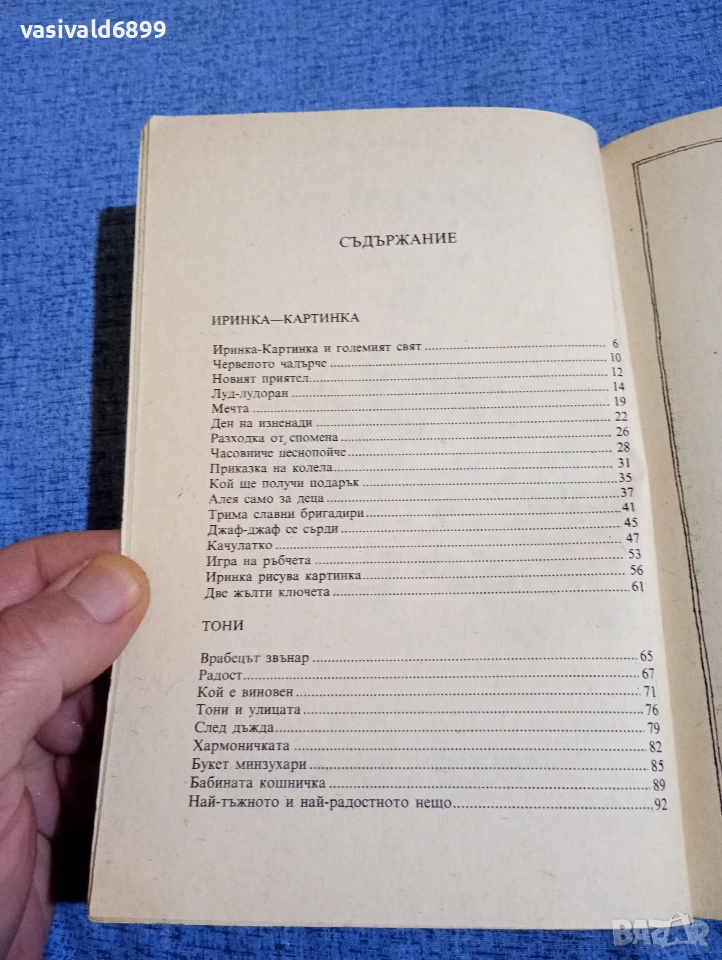 vasivald6899
СЪДЪРЖАНИЕ
ИРИНКА—КАРТИНКА
Иринка-Картинка и големият свят 6
Червеното чадърче 10
Новият приятел 12
Луд-лудоран 14
Мечта 19
Ден на изненади 22
Разходка от спомена 26
Часовниче песнопойче 28
Приказка на колела 31
Кой ще получи подарък 35
Алея само за деца 37
Трима славни бригадири 41
Джаф-джаф се сърди 45
Качулатко 47
Игра на ръбчета 53
Иринка рисува картинка 56
Две жълти ключета 61
ТОНИ
Врабецът звънар 65
Радост 67
Кой е виновен 71
Тони и улицата 76
След дъжда 79
Хармоничката 82
Букет минзухари 85
Бабината кошничка 89
Най-тъжното и най-радостното нещо 92
BAZAR